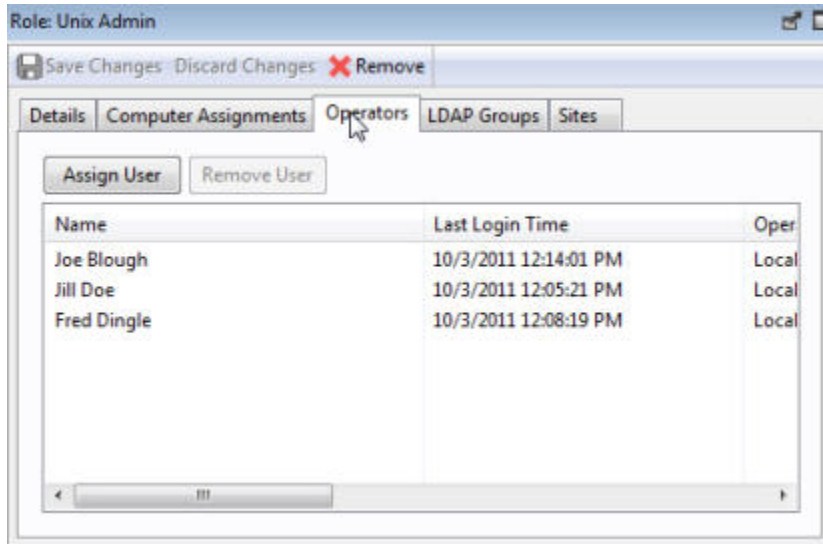 Role: Unix Admin
Save Changes Discard Changes Remove
Details Computer Assignments Operators LDAP Groups Sites
Assign User Remove User
Name Last Login Time Oper
Joe Blough 10/3/2011 12:14:01 PM Local
Jill Doe 10/3/2011 12:05:21 PM Local
Fred Dingle 10/3/2011 12:08:19 PM Local